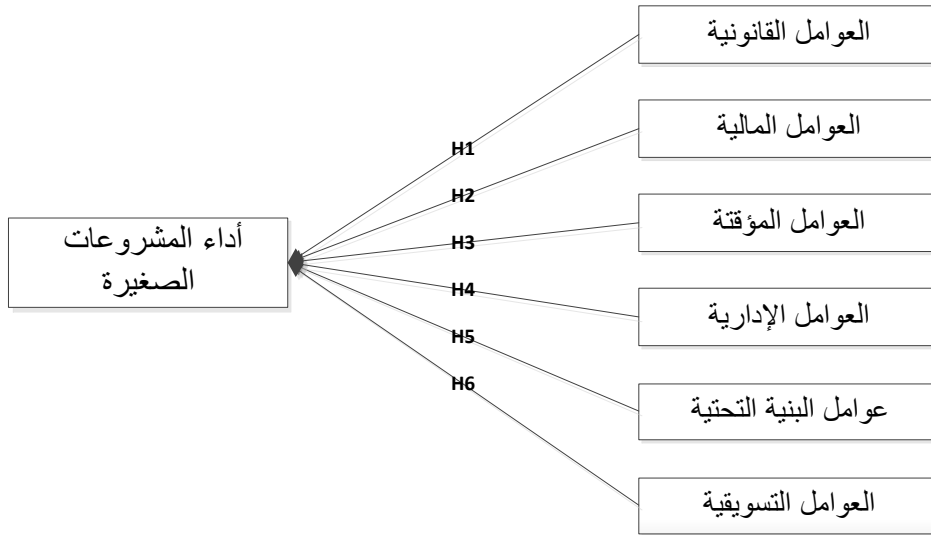 العوامل القانونية
العوامل المالية
العوامل المؤقتة
العوامل الإدارية
عوامل البنية التحتية
العوامل التسويقية
H1
H2
H3
H4
H5
H6
أداء المشروعات
الصغيرة